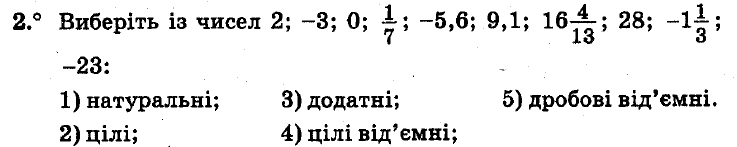 2.° Виберіть із чисел 2; –3; 0; 1/7; –5,6; 9,1; 16 4/13; 28; –1 1/3;
–23:
1) натуральні; 3) додатні; 5) дробові від’ємні.
2) цілі; 4) цілі від’ємні;